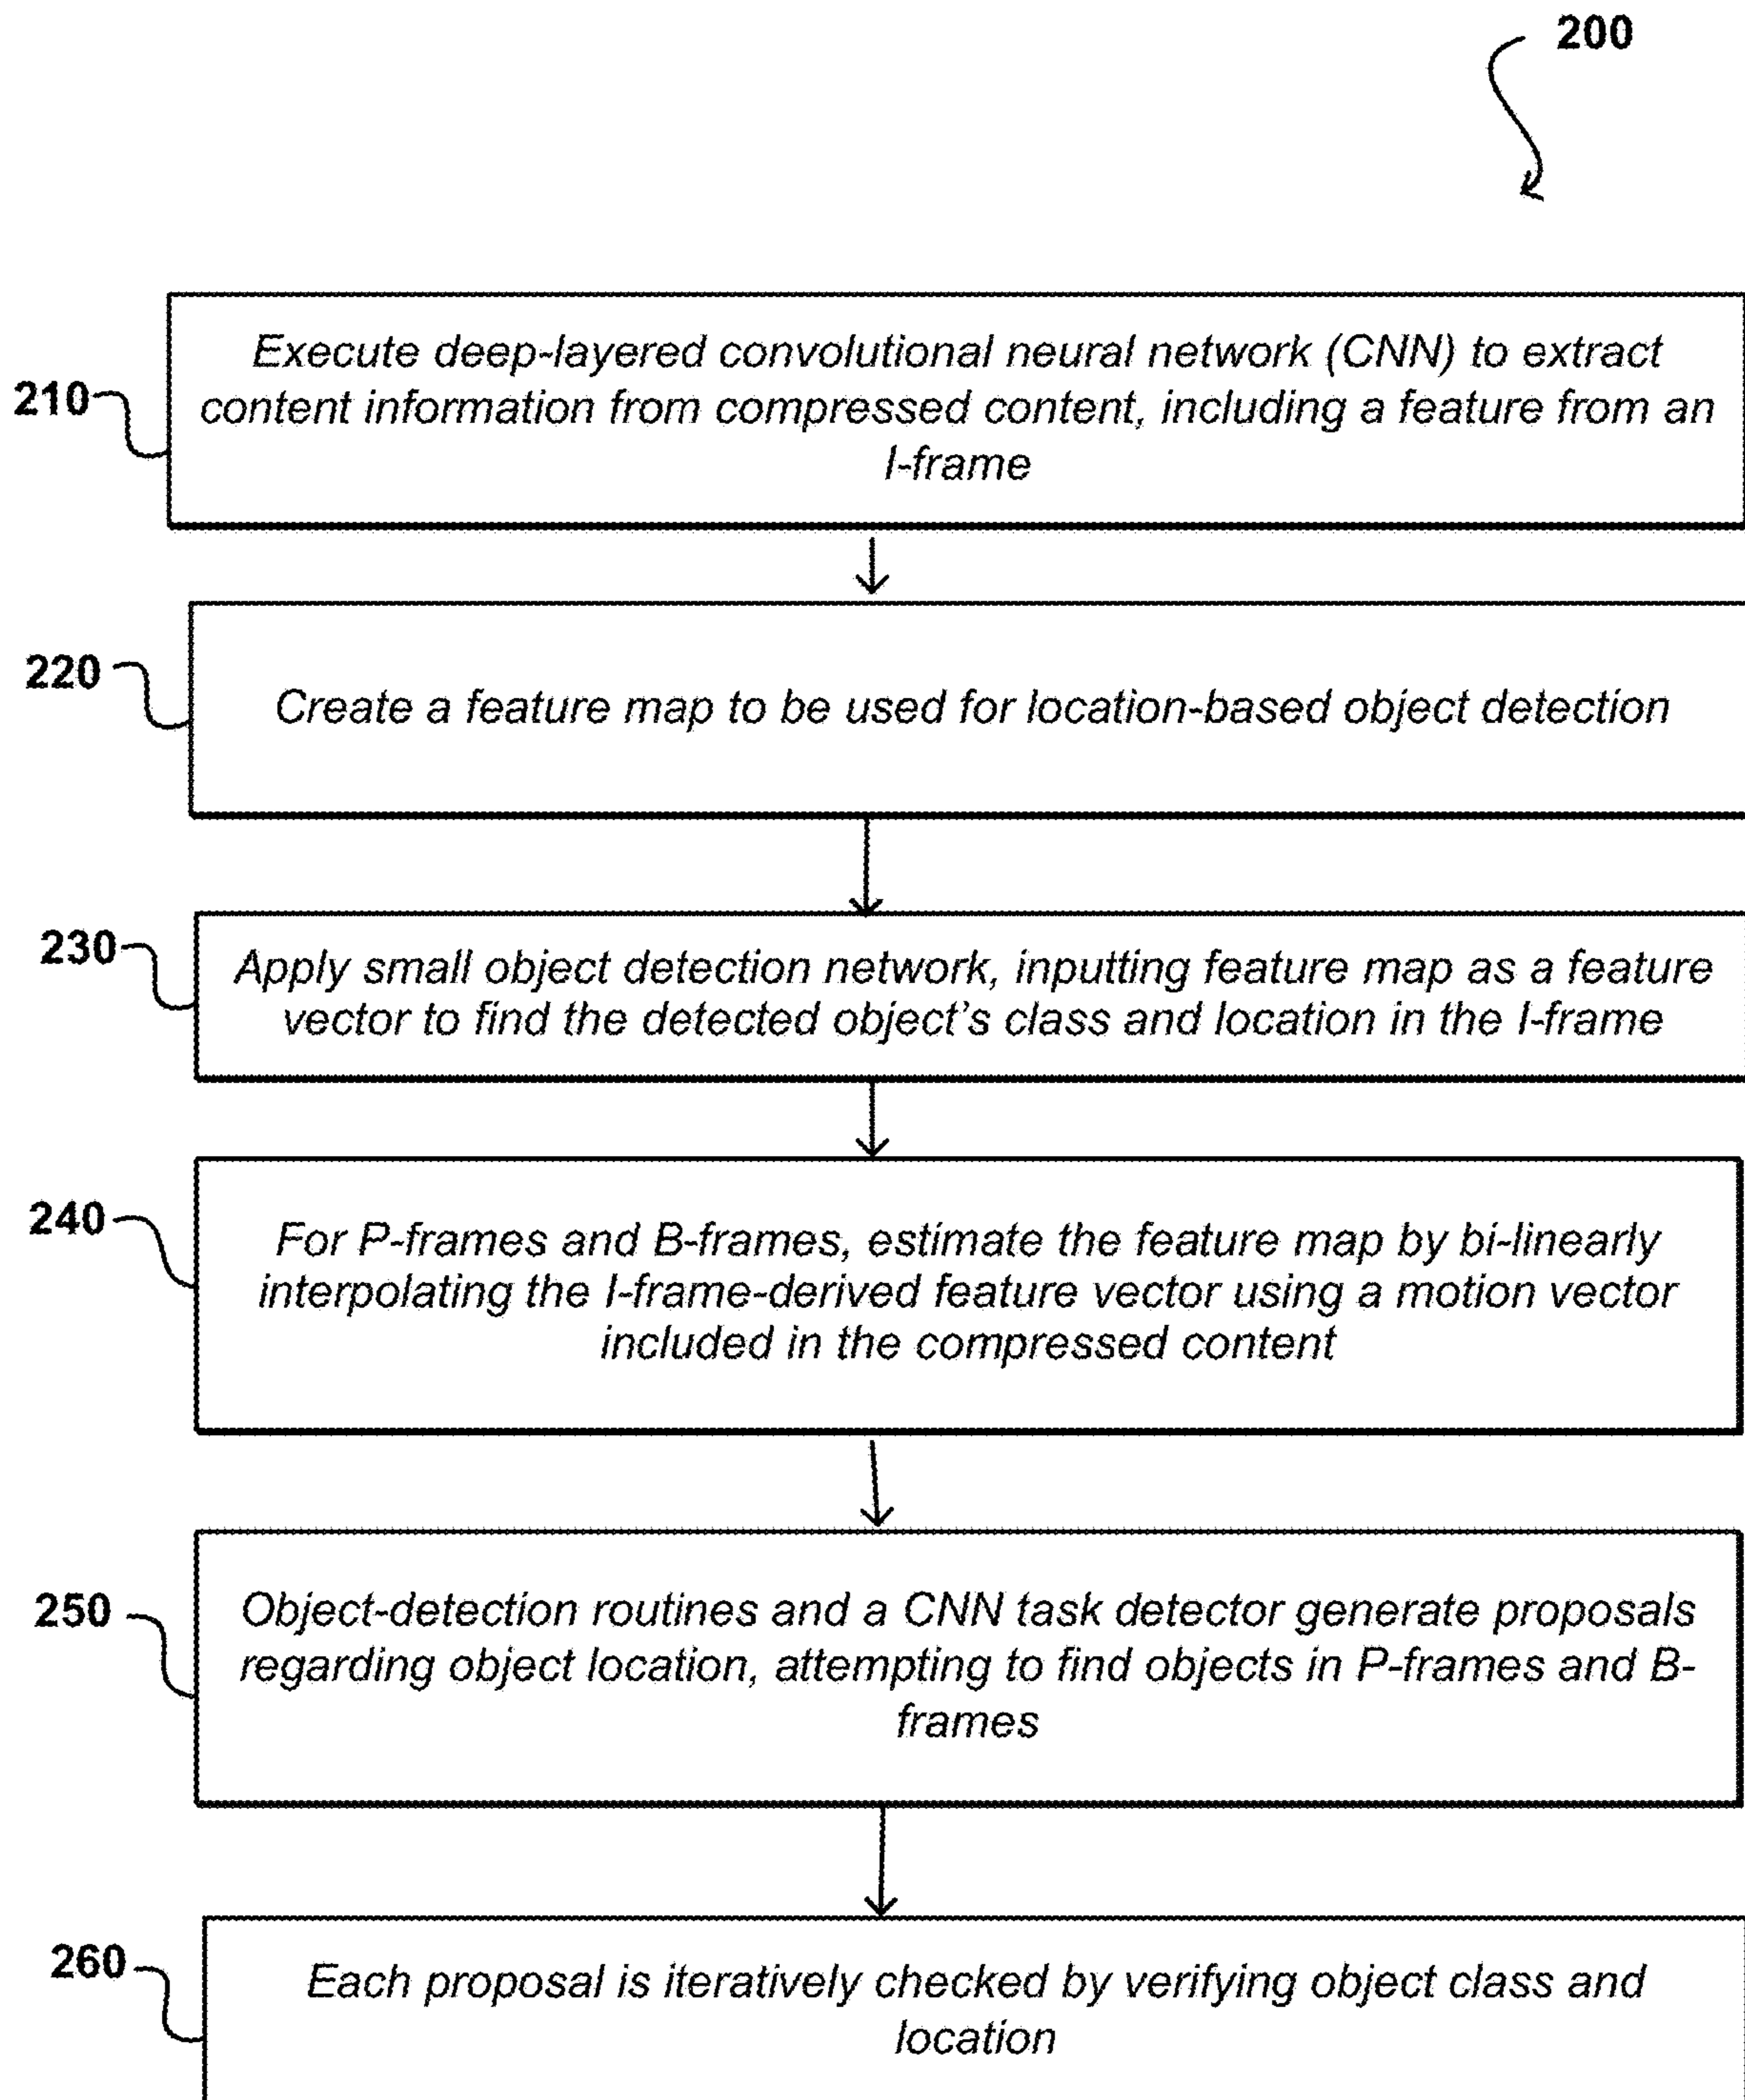 200
210
Execute deep-layered convolutional neural network (CNN) to extract
content information from compressed content, including a feature from an
I-frame
220
Create a feature map to be used for location-based object detection
230
Apply small object detection network, inputting feature map as a feature
vector to find the detected object's class and location in the I-frame
240
For P-frames and B-frames, estimate the feature map by bi-linearly
interpolating the I-frame-derived feature vector using a motion vector
included in the compressed content
250
Object-detection routines and a CNN task detector generate proposals
regarding object location, attempting to find objects in P-frames and B-
frames
260
Each proposal is iteratively checked by verifying object class and
location